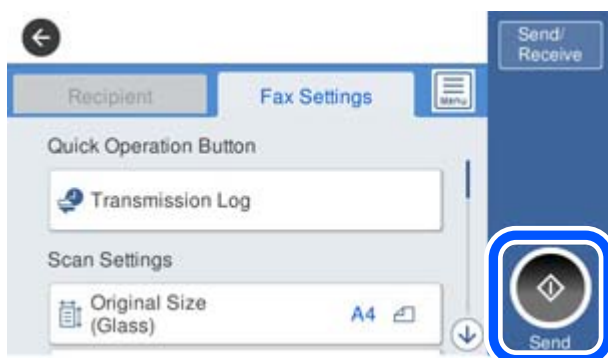 Send/
Receive
Recipient
Fax Settings
Menu
Quick Operation Button
Transmission Log
Scan Settings
Original Size
(Glass)
A4
Send